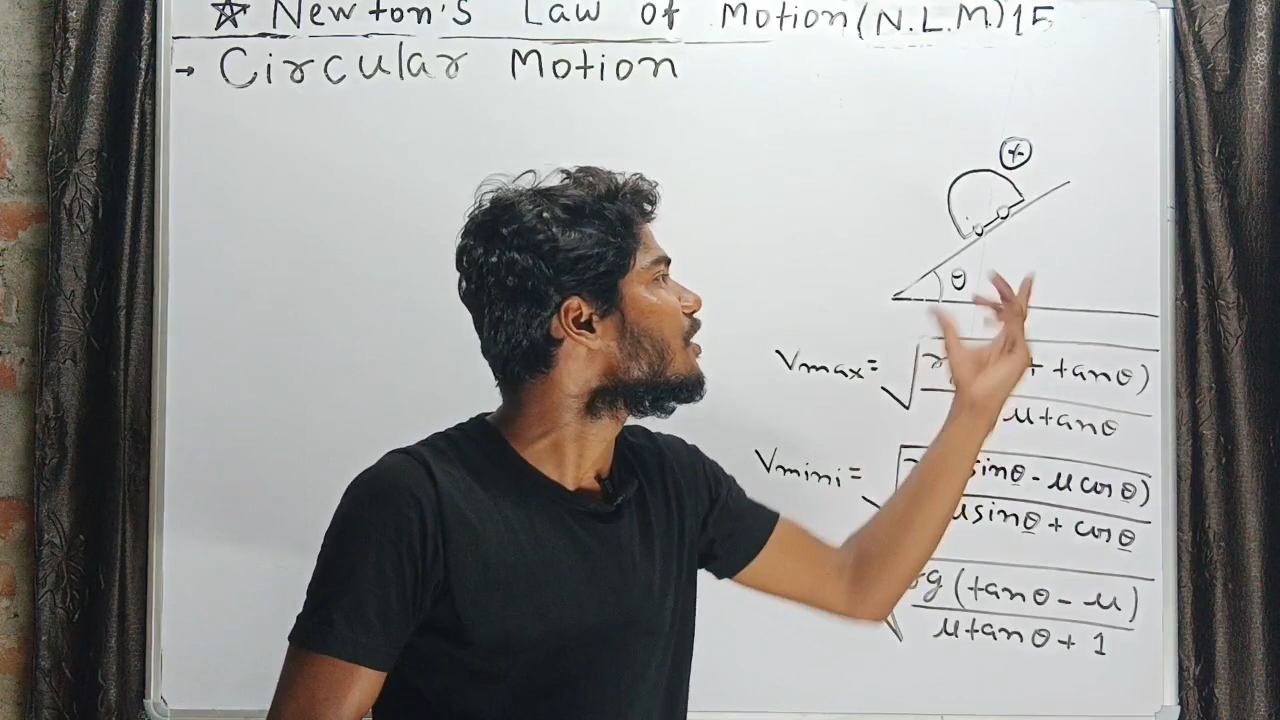 ☆ Newton's Law of Motion(N.L.M)15
→ Circular Motion
+
θ
Vmax= √ + tanθ)
μtanθ
Vmini= √ sinθ - μcosθ)
μsinθ + cosθ
√ g (tanθ - μ)
μtanθ + 1